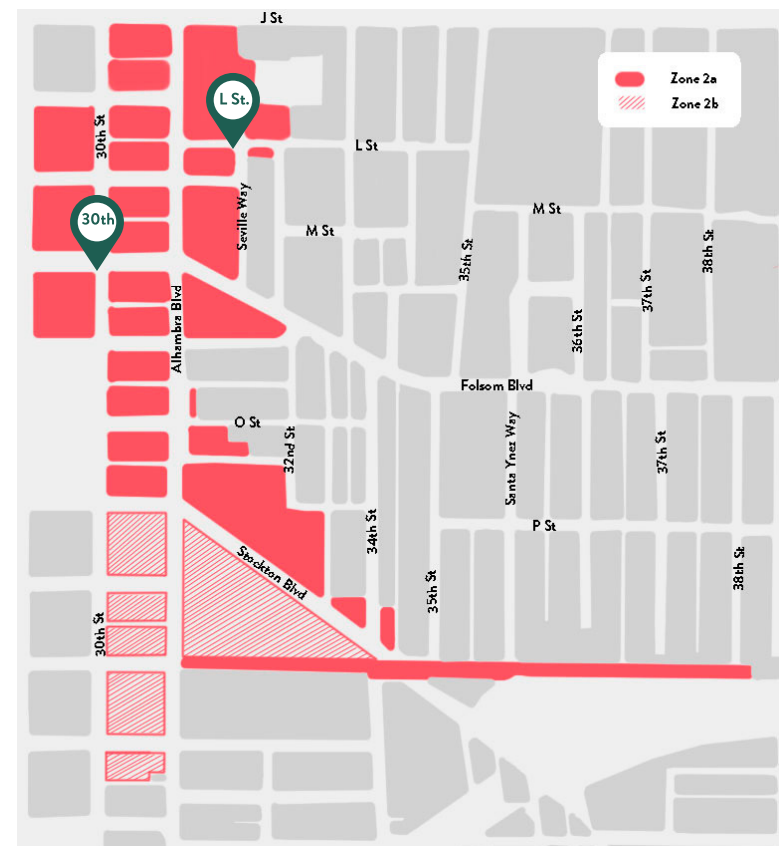 J St
Zone 2a
Zone 2b
L St.
30th St
L St
30th
Seville Way
M St
M St
35th St
38th St
37th St
Alhambra Blvd
36th St
Folsom Blvd
O St
32nd St
Santa Ynez Way
37th St
34th St
P St
Stockton Blvd
35th St
38th St
30th St